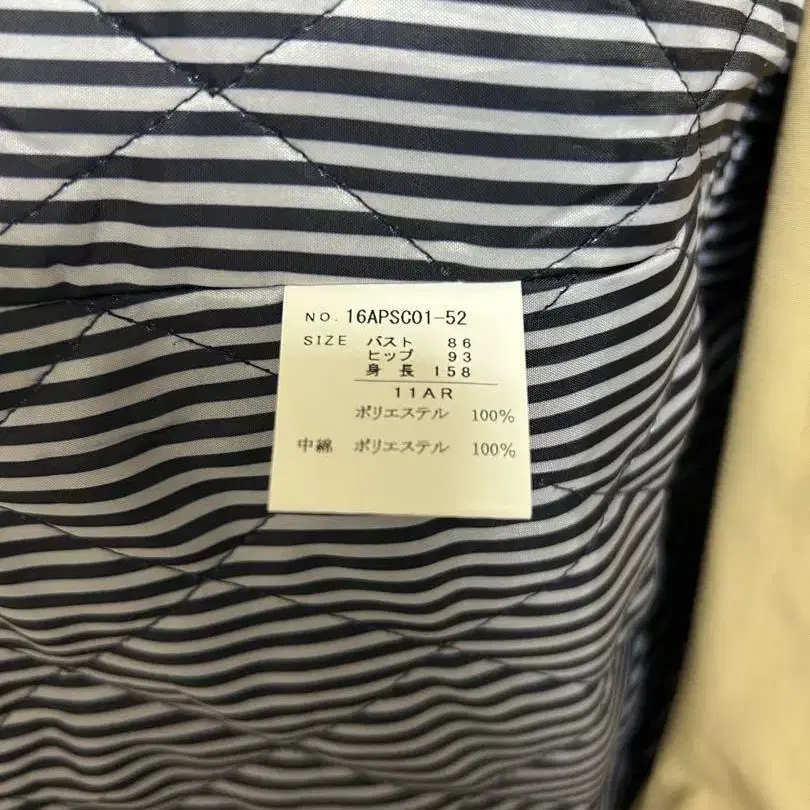 NO. 16APSC01-52
SIZE バスト 86
ヒップ 93
身長 158
11AR
ポリエステル 100%
中綿 ポリエステル 100%